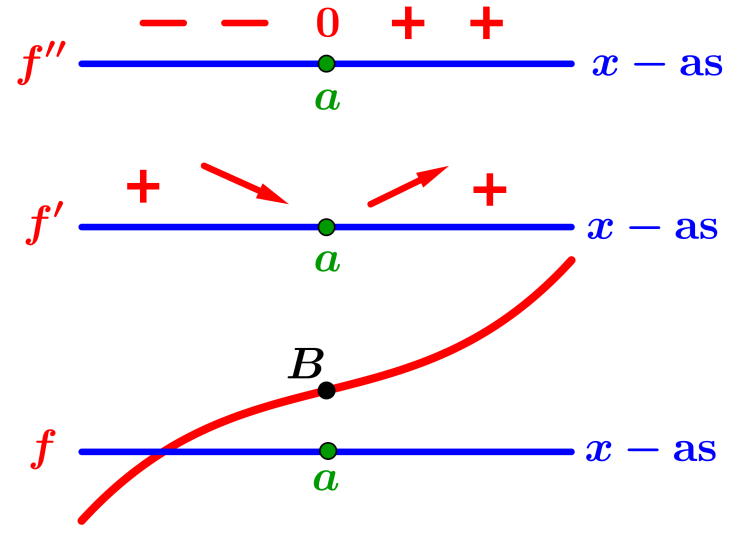 − − 0 + +
f″ x − as
a
+ +
f′ x − as
a
B
f x − as
a